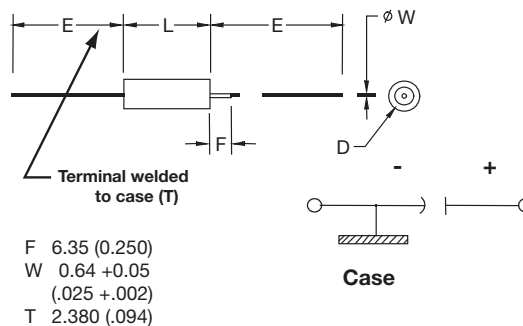 E L E ø W
F
D
Terminal welded
to case (T)
- +
Case
F 6.35 (0.250)
W 0.64 +0.05
(.025 +.002)
T 2.380 (.094)